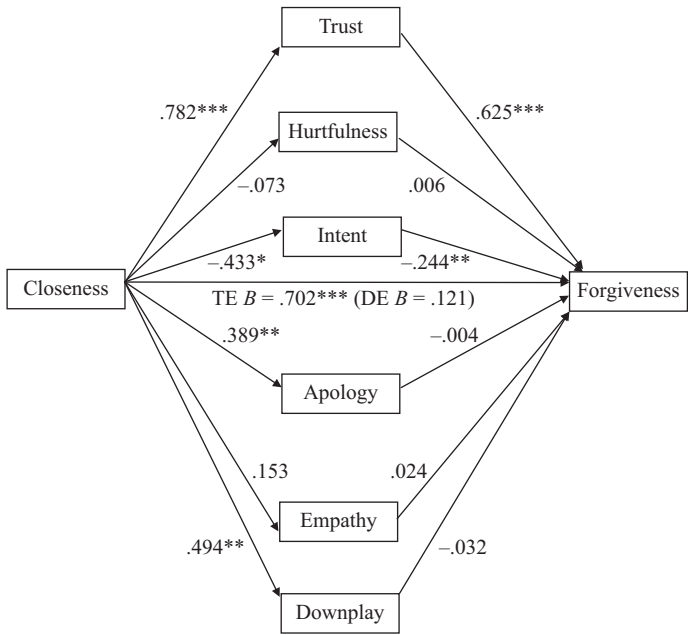 Trust
.782***
.625***
Hurtfulness
–.073
.006
Intent
–.433*
–.244**
Closeness
Forgiveness
TE B = .702*** (DE B = .121)
.389**
–.004
Apology
.153
.024
Empathy
.494**
–.032
Downplay